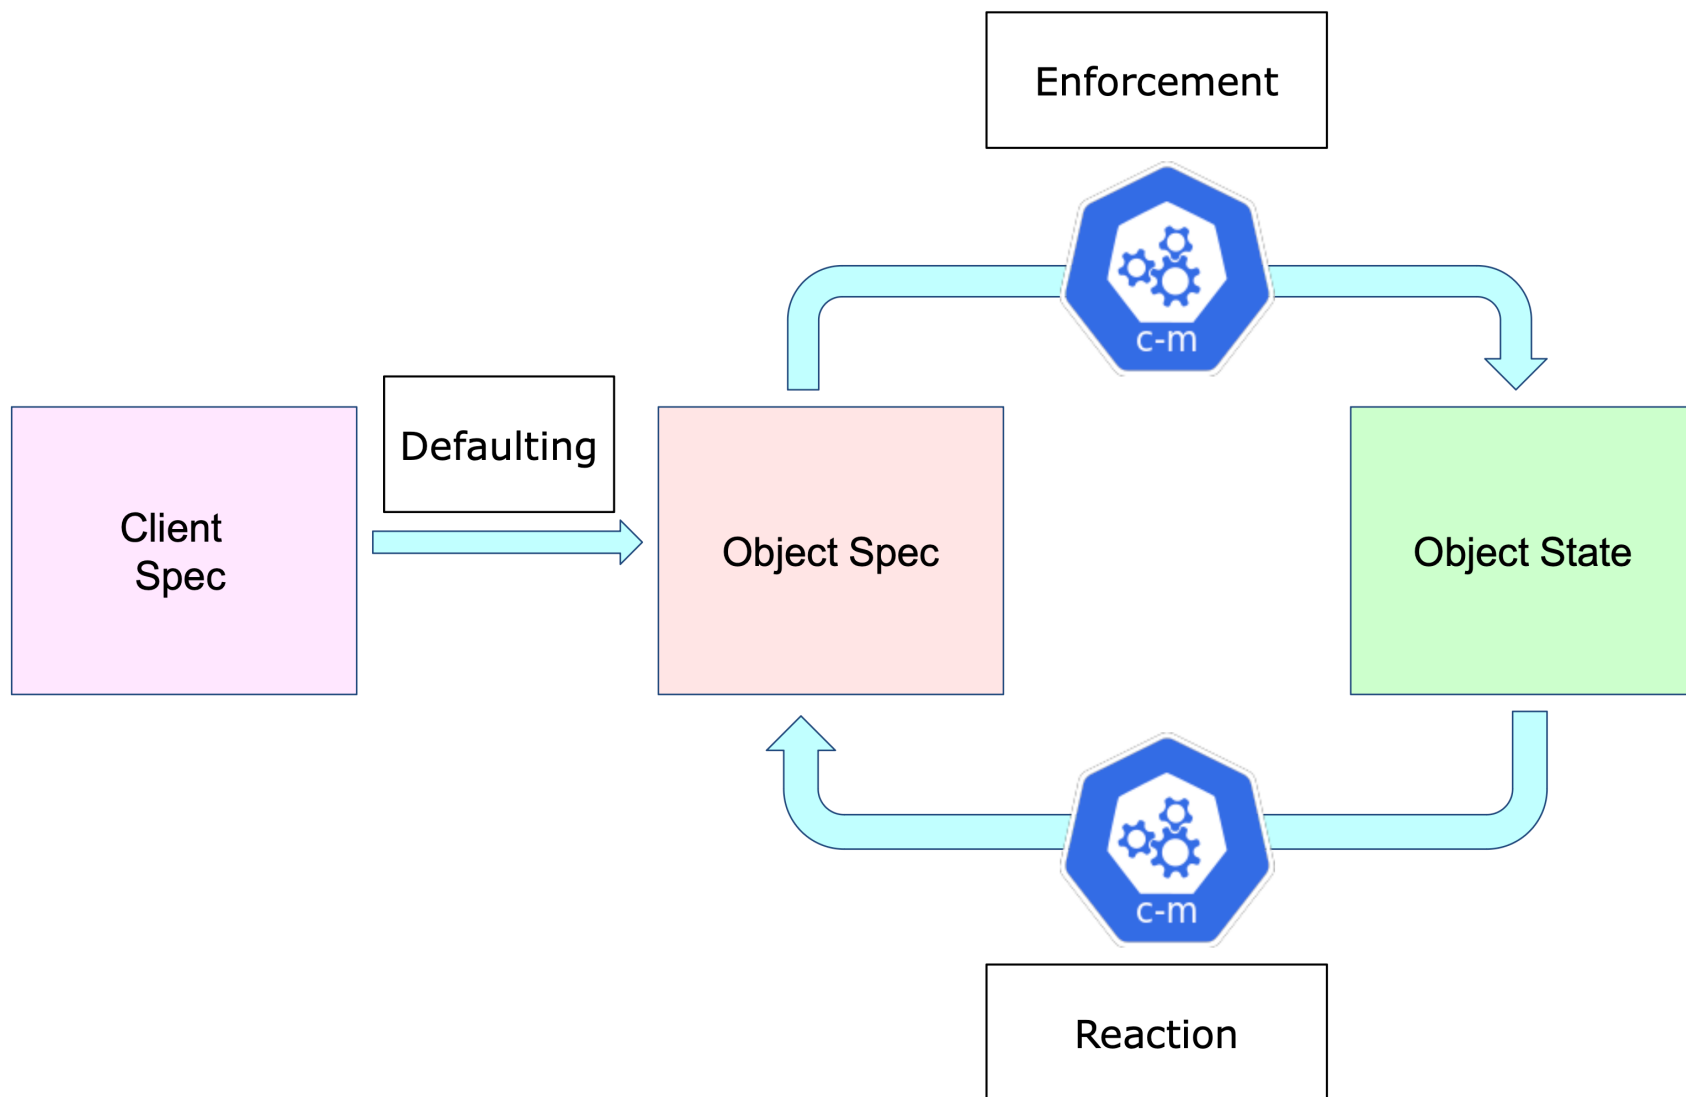 Enforcement
c-m
Defaulting
Client
Spec
Object Spec
Object State
c-m
Reaction